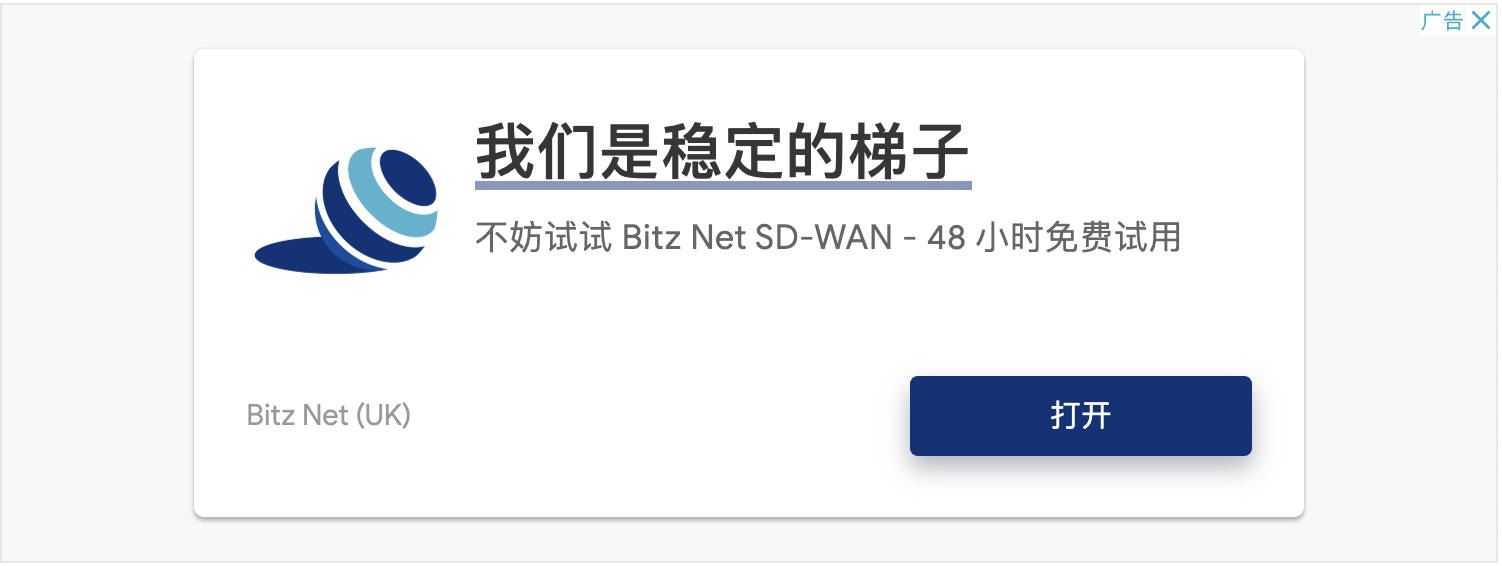 广告
我们是稳定的梯子
不妨试试 Bitz Net SD-WAN - 48 小时免费试用
Bitz Net (UK)
打开